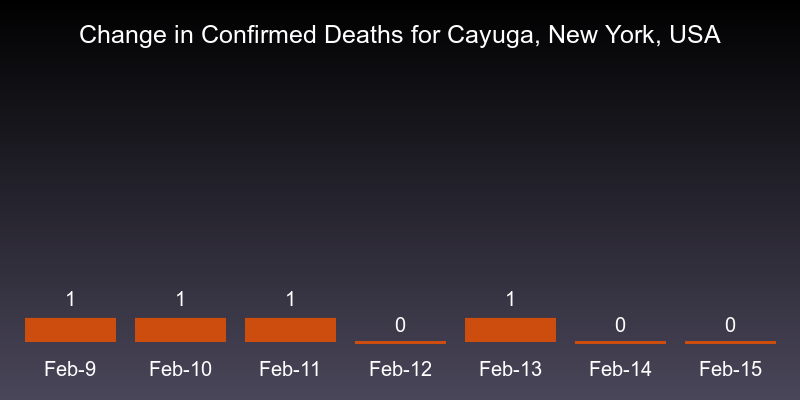 Change in Confirmed Deaths for Cayuga, New York, USA
1 1 1 0 1 0 0
Feb-9 Feb-10 Feb-11 Feb-12 Feb-13 Feb-14 Feb-15